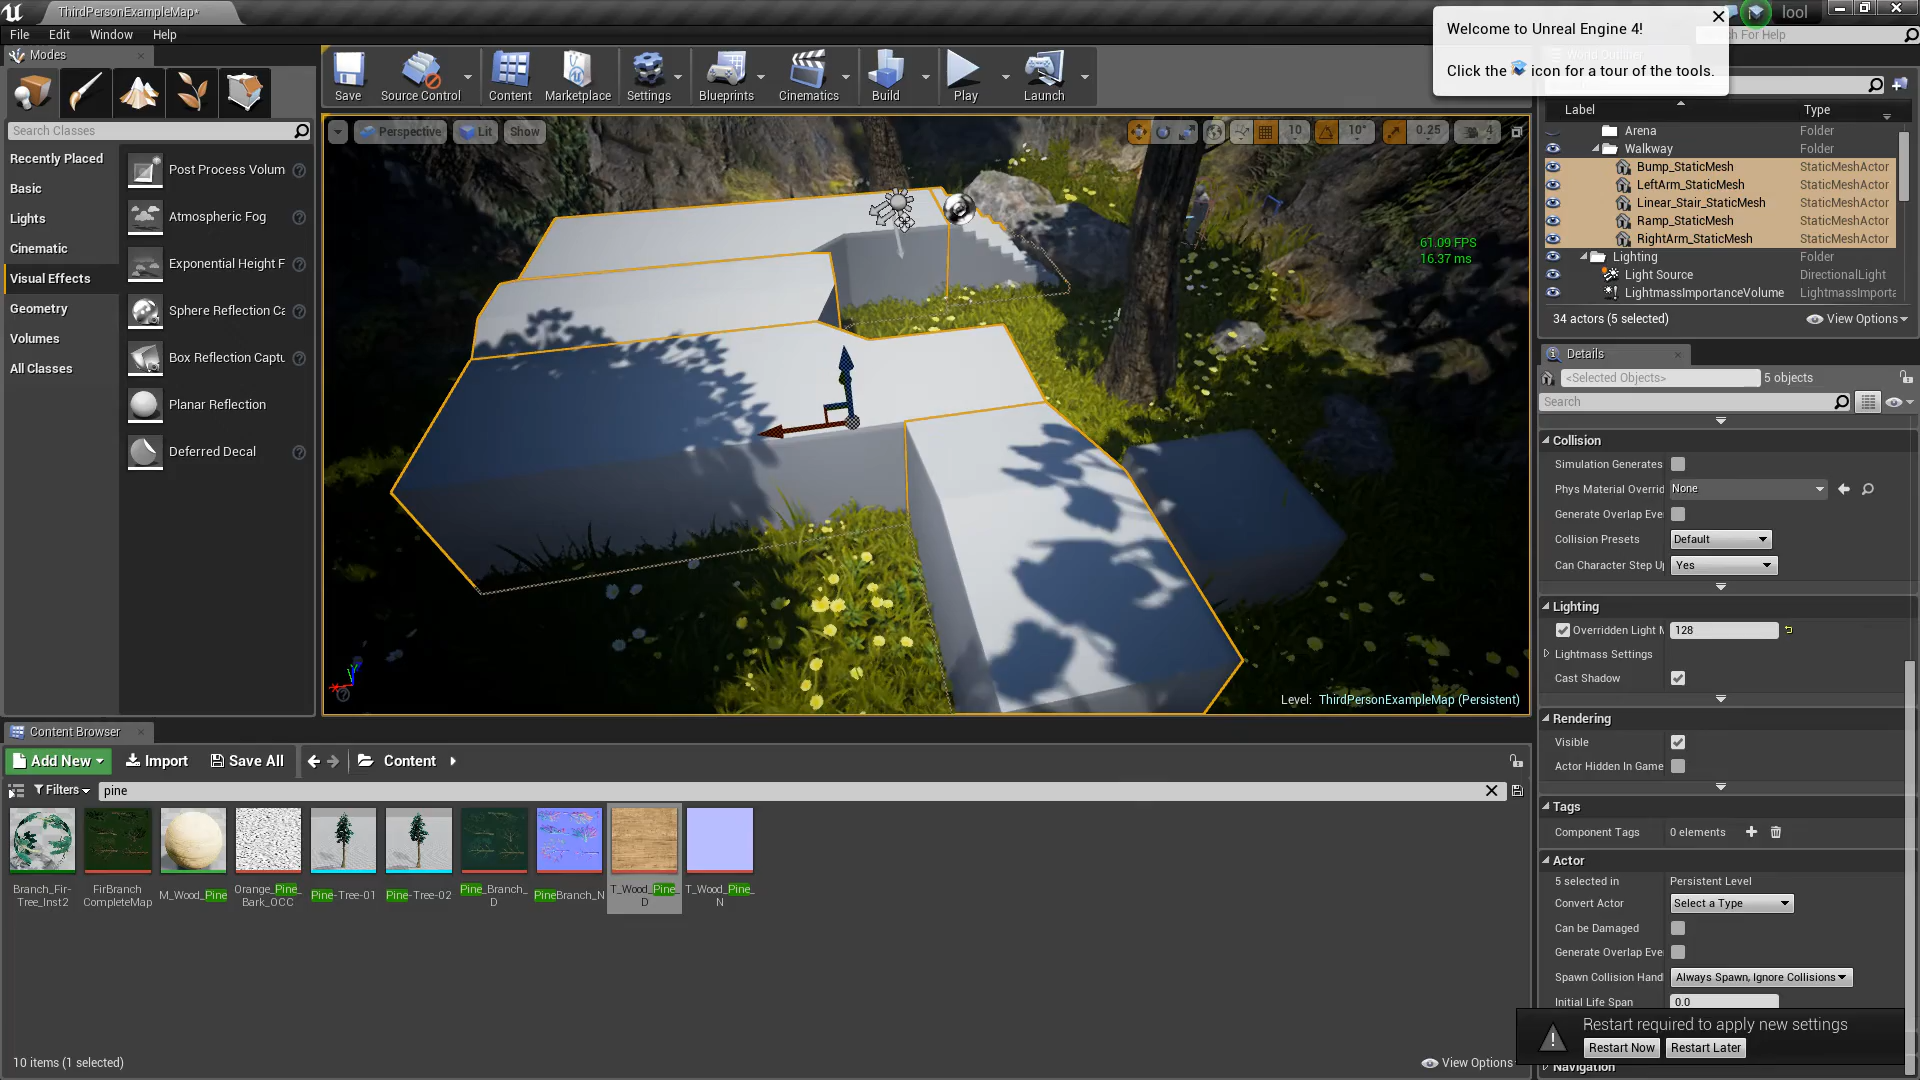 ThirdPersonExampleMap*
lool
File Edit Window Help
ch For Help
Welcome to Unreal Engine 4!
Click the icon for a tour of the tools.
Modes
Search Classes
Recently Placed
Basic
Lights
Cinematic
Visual Effects
Geometry
Volumes
All Classes
Post Process Volum
Atmospheric Fog
Exponential Height F
Sphere Reflection Ca
Box Reflection Captu
Planar Reflection
Deferred Decal
Save
Source Control
Content
Marketplace
Settings
Blueprints
Cinematics
Build
Play
Launch
Perspective Lit Show
10 10° 0.25 4
61.09 FPS
16.37 ms
Level: ThirdPersonExampleMap (Persistent)
Label Type
Arena Folder
Walkway Folder
Bump_StaticMesh StaticMeshActor
LeftArm_StaticMesh StaticMeshActor
Linear_Stair_StaticMesh StaticMeshActor
Ramp_StaticMesh StaticMeshActor
RightArm_StaticMesh StaticMeshActor
Lighting Folder
Light Source DirectionalLight
LightmassImportanceVolume LightmassImporta
34 actors (5 selected) View Options
Details
<Selected Objects> 5 objects
Search
Collision
Simulation Generates
Phys Material Overrid None
Generate Overlap Eve
Collision Presets Default
Can Character Step U Yes
Lighting
Overridden Light M 128
Lightmass Settings
Cast Shadow
Rendering
Visible
Actor Hidden In Game
Tags
Component Tags 0 elements
Actor
5 selected in Persistent Level
Convert Actor Select a Type
Can be Damaged
Generate Overlap Eve
Spawn Collision Hand Always Spawn, Ignore Collisions
Initial Life Span 0.0
Restart required to apply new settings
Restart Now Restart Later
Navigation
Content Browser
Add New Import Save All Content
Filters pine
Branch_Fir-
Tree_Inst2
FirBranch
CompleteMap
M_Wood_Pine
Orange_Pine_
Bark_OCC
Pine-Tree-01
Pine-Tree-02
Pine_Branch_
D
PineBranch_N
T_Wood_Pine_
D
T_Wood_Pine_
N
10 items (1 selected) View Options